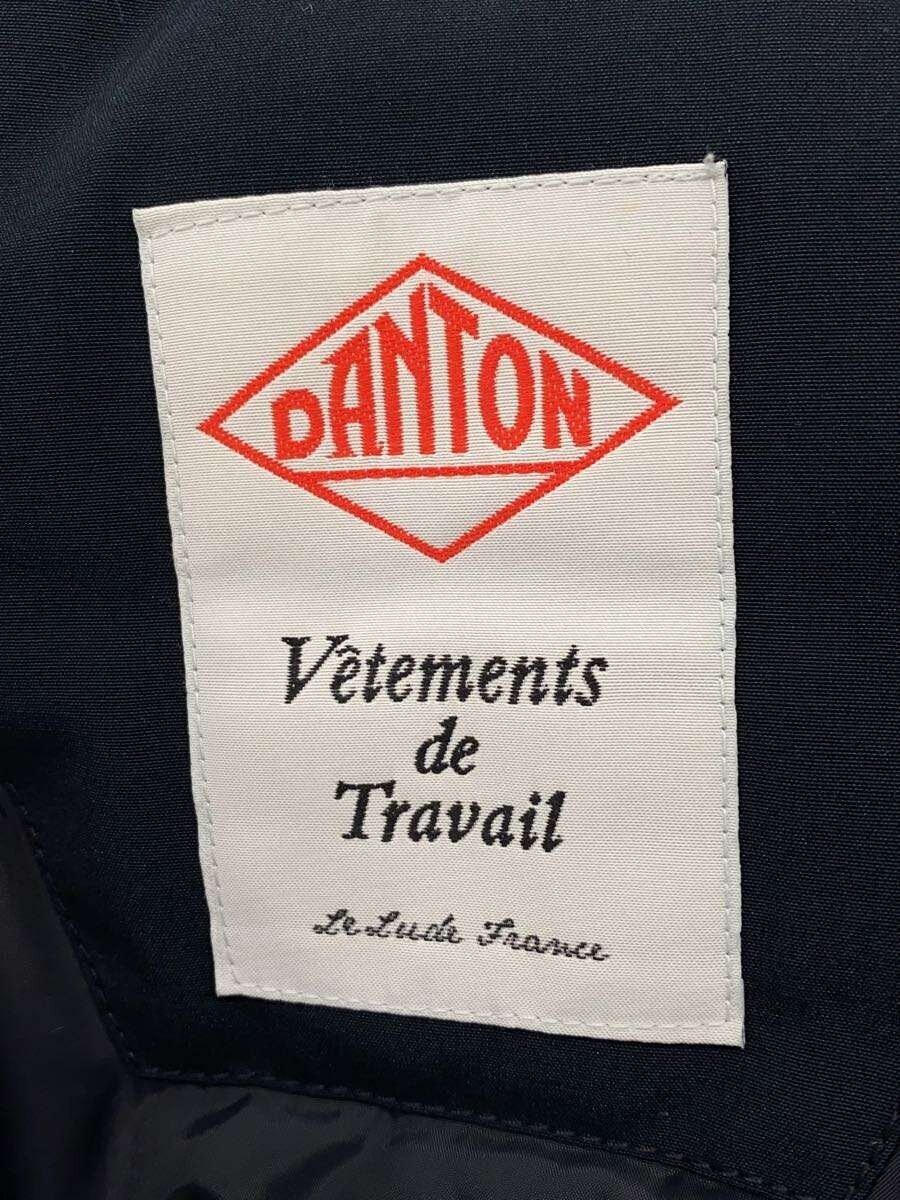 DANTON
Vêtements
de
Travail
Le Lude France